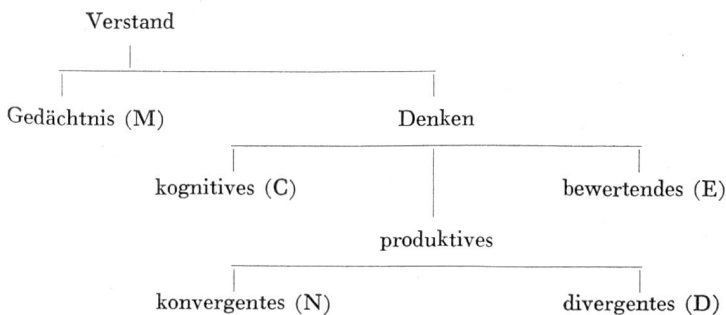 Verstand
Gedächtnis (M) Denken
kognitives (C) bewertendes (E)
produktives
konvergentes (N) divergentes (D)